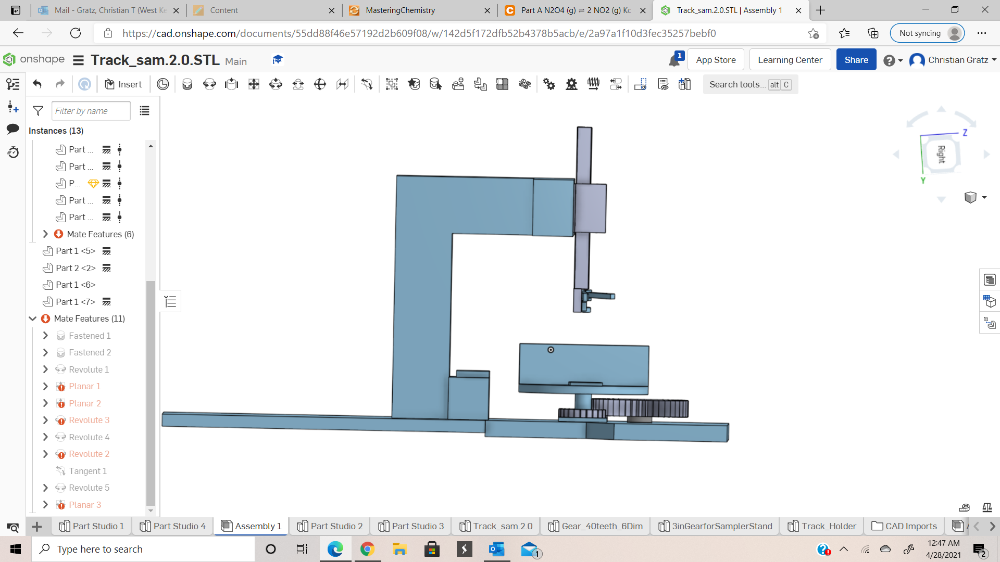 Mail - Gratz, Christian T (West Ke
Content
MasteringChemistry
Part A N2O4 (g) ⇌ 2 NO2 (g) Kc
Track_sam.2.0.STL | Assembly 1
https://cad.onshape.com/documents/55dd88f46e57192d2b609f08/w/142d5f172dfb52b4378b5acb/e/2a97a1f10d3fec35257bebf0
Not syncing
onshape
Track_sam.2.0.STL Main
1
App Store
Learning Center
Share
Christian Gratz
Insert
Search tools... alt C
Filter by name
Instances (13)
Part ...
Part ...
P...
Part ...
Part ...
Mate Features (6)
Part 1 <5>
Part 2 <2>
Part 1 <6>
Part 1 <7>
Mate Features (11)
Fastened 1
Fastened 2
Revolute 1
Planar 1
Planar 2
Revolute 3
Revolute 4
Revolute 2
Tangent 1
Revolute 5
Planar 3
Z
Right
Y
Part Studio 1
Part Studio 4
Assembly 1
Part Studio 2
Part Studio 3
Track_sam.2.0
Gear_40teeth_6Dim
3inGearforSamplerStand
Track_Holder
CAD Imports
Type here to search
1
12:47 AM
4/28/2021
2